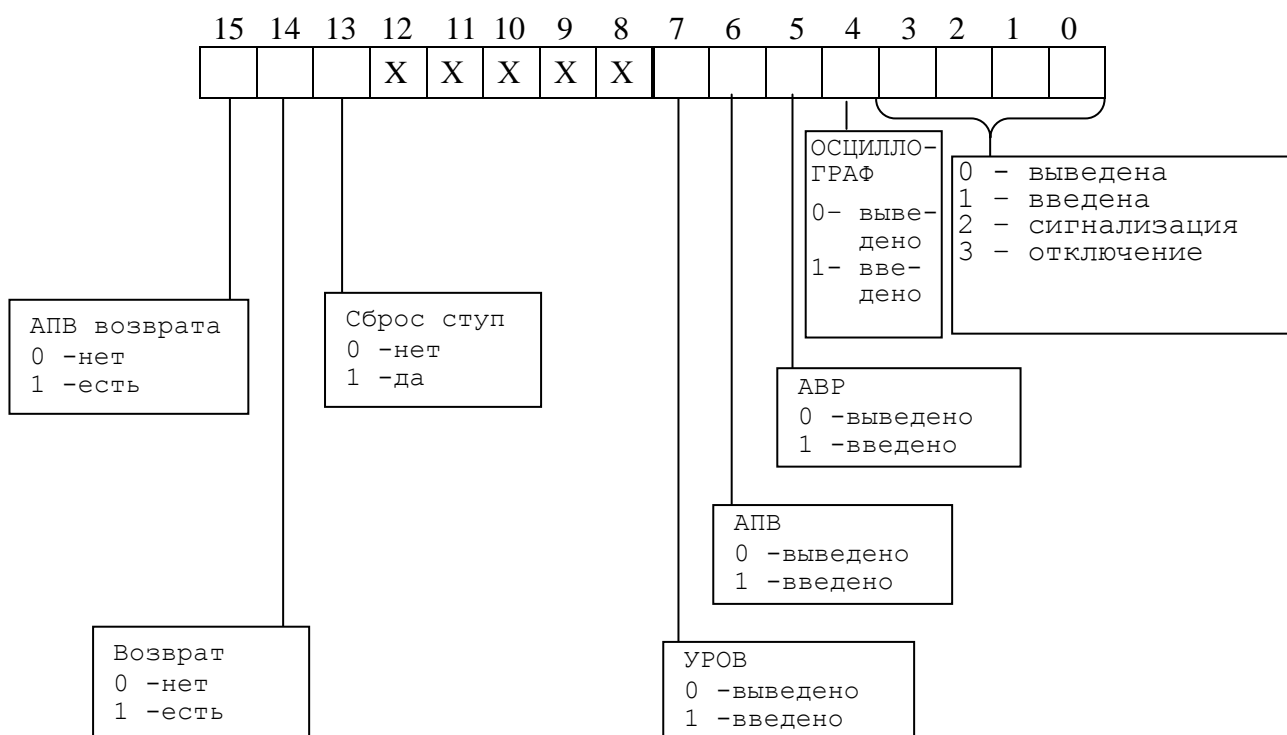 15 14 13 12 11 10 9 8 7 6 5 4 3 2 1 0
X X X X X
ОСЦИЛЛО-
ГРАФ
0– выве-
дено
1- вве-
дено
0 - выведена
1 – введена
2 – сигнализация
3 – отключение
АПВ возврата
0 -нет
1 -есть
Сброс ступ
0 -нет
1 -да
АВР
0 -выведено
1 -введено
АПВ
0 -выведено
1 -введено
Возврат
0 -нет
1 -есть
УРОВ
0 -выведено
1 -введено